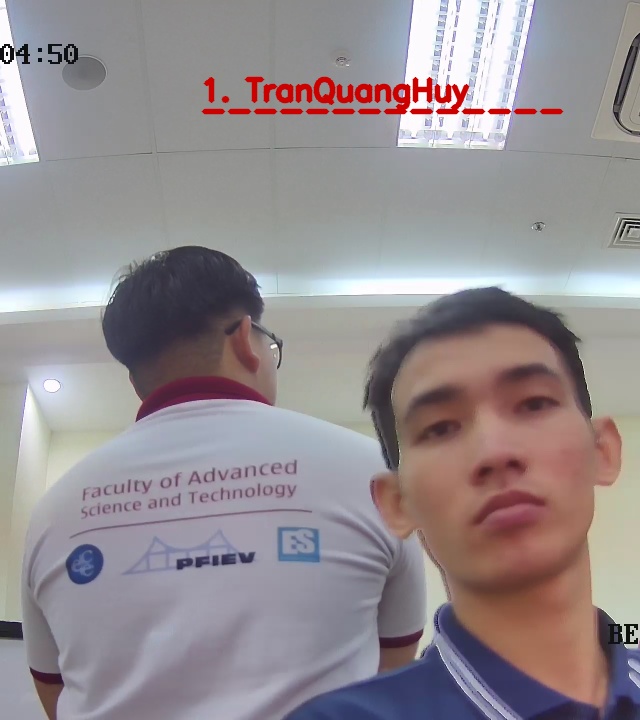 04:50
1. TranQuangHuy
Faculty of Advanced
Science and Technology
PFIEV
ES
BE